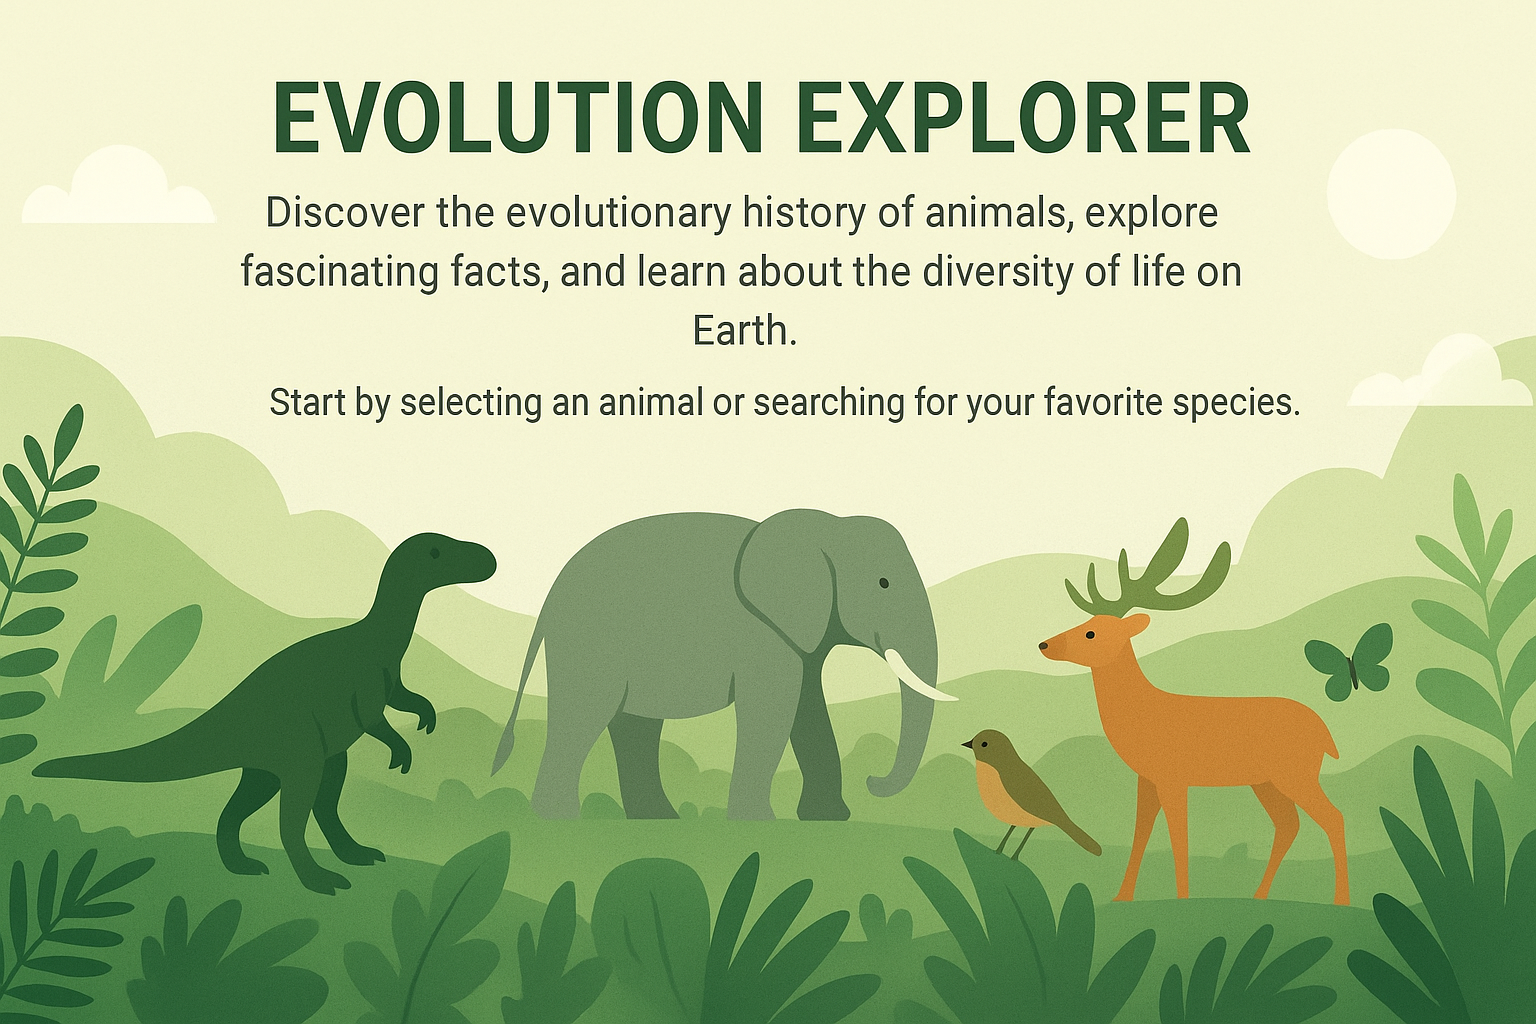 EVOLUTION EXPLORER
Discover the evolutionary history of animals, explore
fascinating facts, and learn about the diversity of life on
Earth.
Start by selecting an animal or searching for your favorite species.